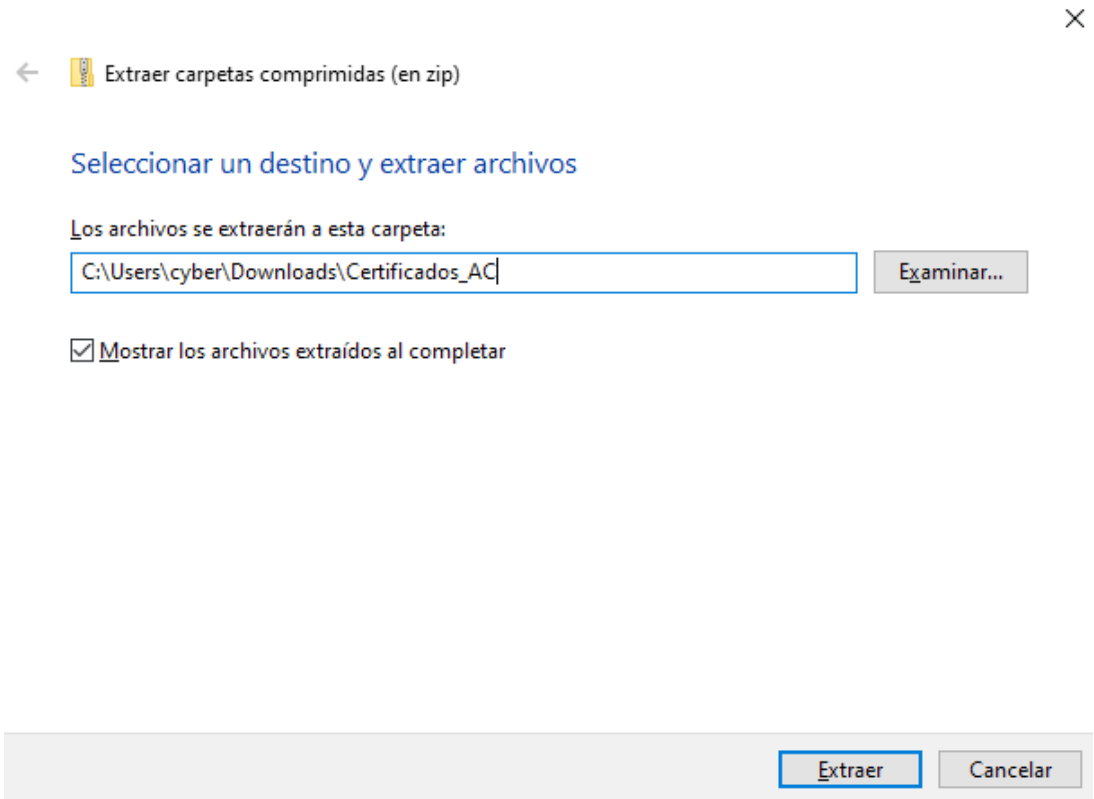 Extraer carpetas comprimidas (en zip)
Seleccionar un destino y extraer archivos
Los archivos se extraerán a esta carpeta:
C:\Users\cyber\Downloads\Certificados_AC
Examinar...
Mostrar los archivos extraídos al completar
Extraer
Cancelar